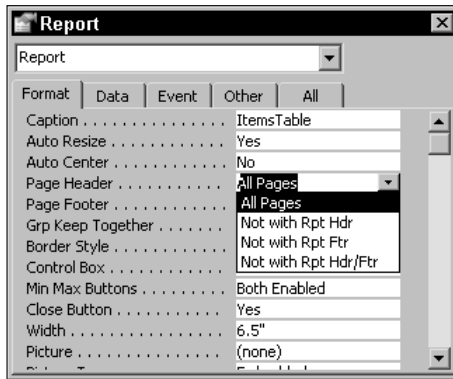 Report
Report
Format Data Event Other All
Caption . . . . . . . . . . . . . . . ItemsTable
Auto Resize . . . . . . . . . . . . Yes
Auto Center . . . . . . . . . . . . No
Page Header . . . . . . . . . . . All Pages
Page Footer . . . . . . . . . . . . All Pages
Grp Keep Together . . . . . . . Not with Rpt Hdr
Border Style . . . . . . . . . . . . Not with Rpt Ftr
Control Box . . . . . . . . . . . . Not with Rpt Hdr/Ftr
Min Max Buttons . . . . . . . . . Both Enabled
Close Button . . . . . . . . . . . . Yes
Width . . . . . . . . . . . . . . . . 6.5"
Picture . . . . . . . . . . . . . . . (none)